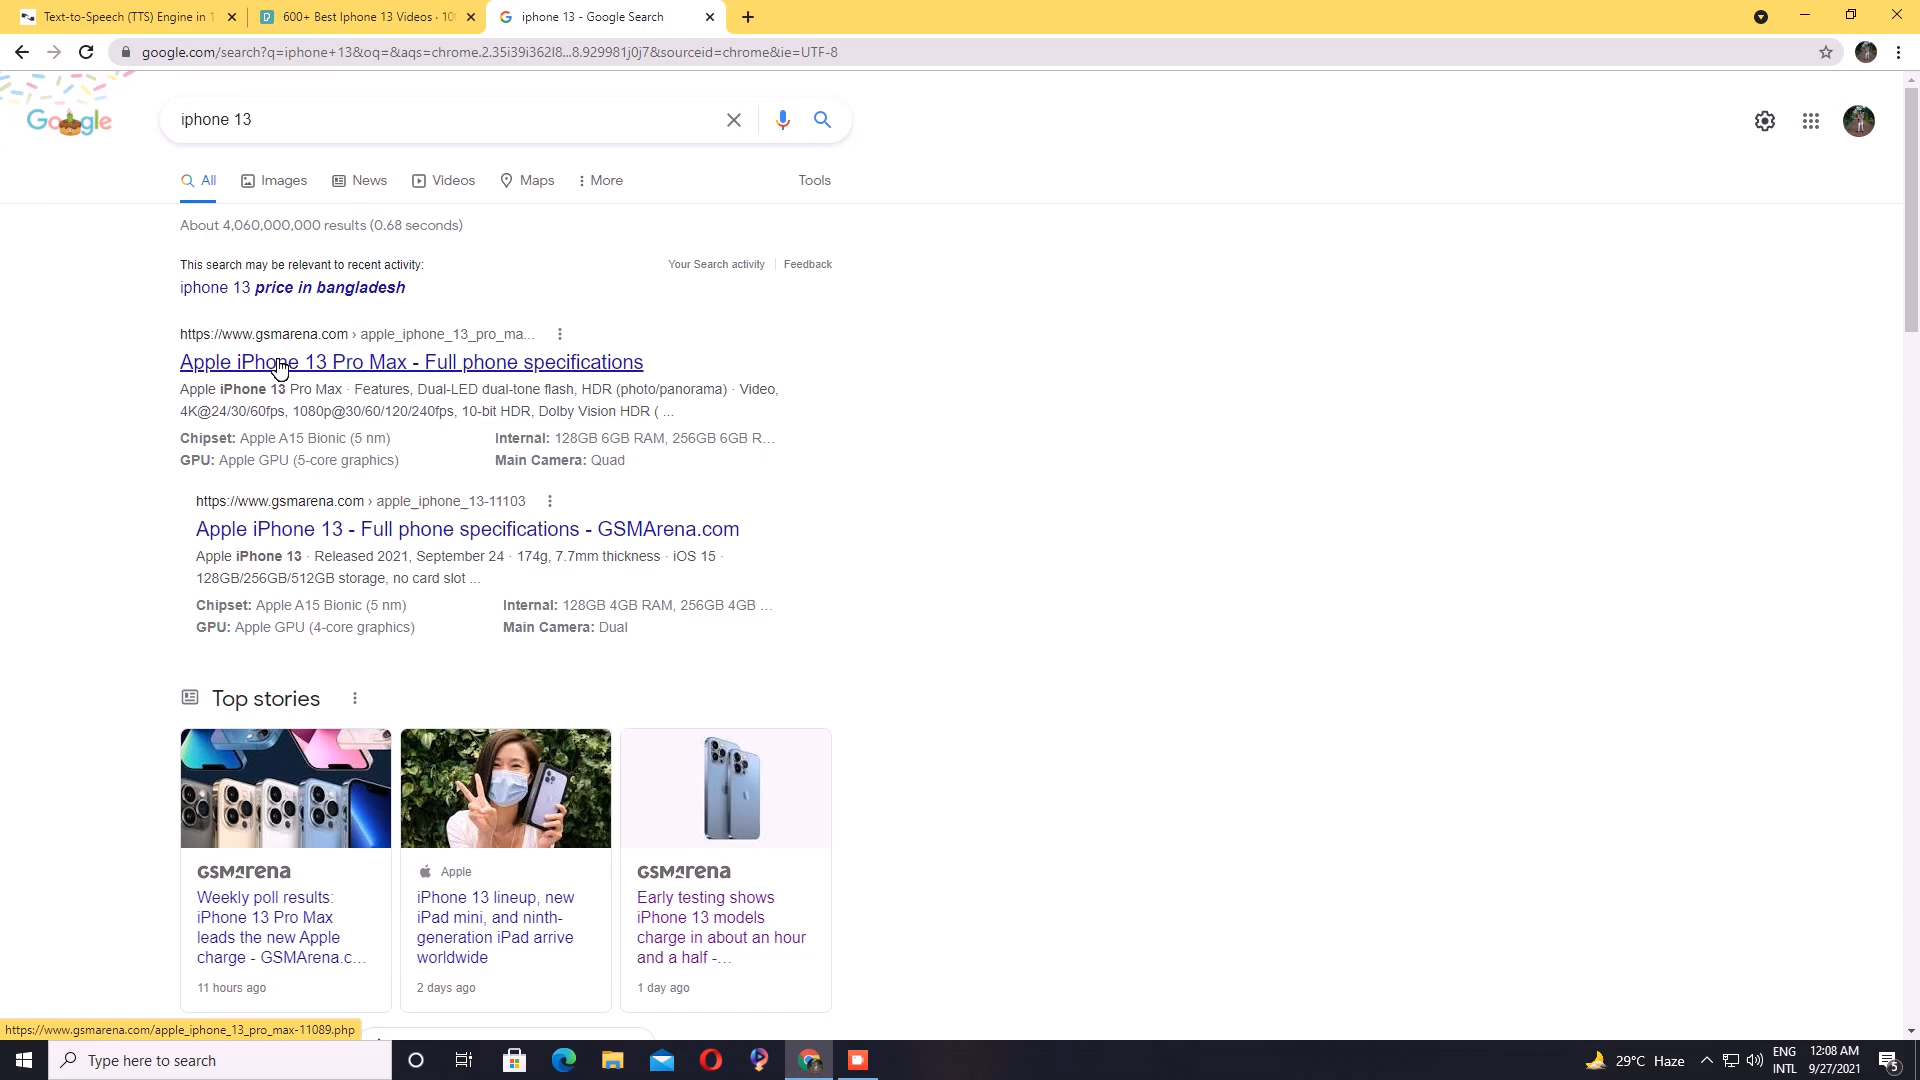 Text-to-Speech (TTS) Engine in 1
600+ Best Iphone 13 Videos · 100
iphone 13 - Google Search
google.com/search?q=iphone+13&oq=&aqs=chrome.2.35i39i362l8...8.929981j0j7&sourceid=chrome&ie=UTF-8
Google
iphone 13
All
Images
News
Videos
Maps
More
Tools
About 4,060,000,000 results (0.68 seconds)
This search may be relevant to recent activity:
Your Search activity
Feedback
iphone 13 price in bangladesh
https://www.gsmarena.com › apple_iphone_13_pro_ma...
Apple iPhone 13 Pro Max - Full phone specifications
Apple iPhone 13 Pro Max · Features, Dual-LED dual-tone flash, HDR (photo/panorama) · Video,
4K@24/30/60fps, 1080p@30/60/120/240fps, 10-bit HDR, Dolby Vision HDR ( ...
Chipset: Apple A15 Bionic (5 nm)
Internal: 128GB 6GB RAM, 256GB 6GB R...
GPU: Apple GPU (5-core graphics)
Main Camera: Quad
https://www.gsmarena.com › apple_iphone_13-11103
Apple iPhone 13 - Full phone specifications - GSMArena.com
Apple iPhone 13 · Released 2021, September 24 · 174g, 7.7mm thickness · iOS 15 ·
128GB/256GB/512GB storage, no card slot ...
Chipset: Apple A15 Bionic (5 nm)
Internal: 128GB 4GB RAM, 256GB 4GB ...
GPU: Apple GPU (4-core graphics)
Main Camera: Dual
Top stories
GSMArena
Weekly poll results:
iPhone 13 Pro Max
leads the new Apple
charge - GSMArena.c...
11 hours ago
Apple
iPhone 13 lineup, new
iPad mini, and ninth-
generation iPad arrive
worldwide
2 days ago
GSMArena
Early testing shows
iPhone 13 models
charge in about an hour
and a half -...
1 day ago
https://www.gsmarena.com/apple_iphone_13_pro_max-11089.php
Type here to search
29°C Haze
ENG
INTL
12:08 AM
9/27/2021
5